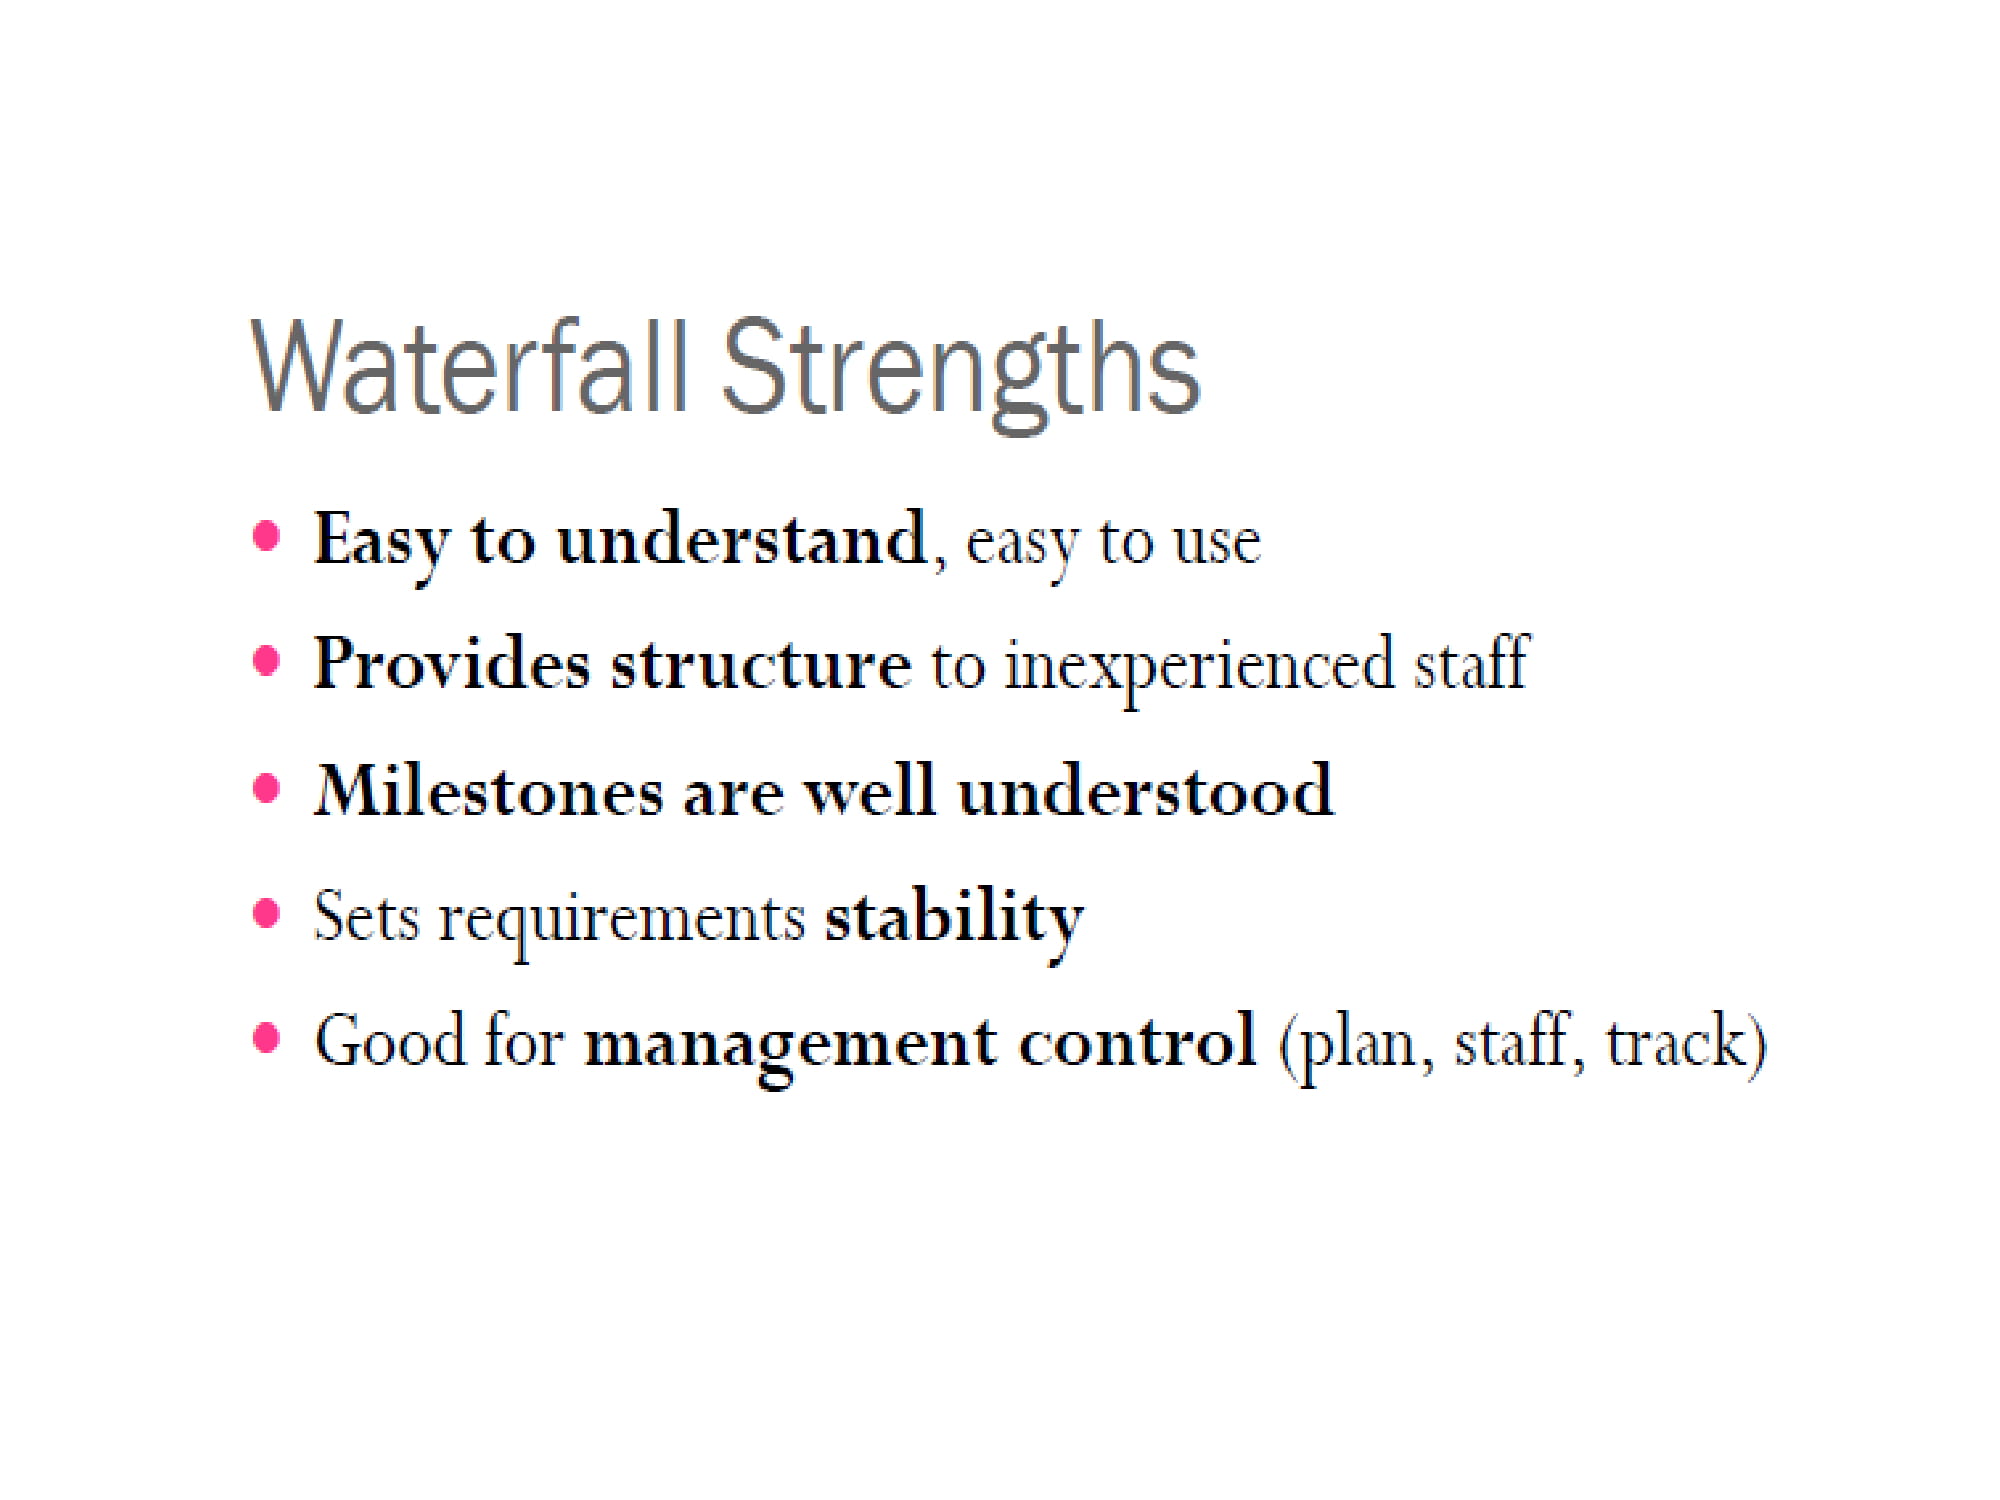 Waterfall Strengths
• Easy to understand, easy to use
• Provides structure to inexperienced staff
• Milestones are well understood
• Sets requirements stability
• Good for management control (plan, staff, track)